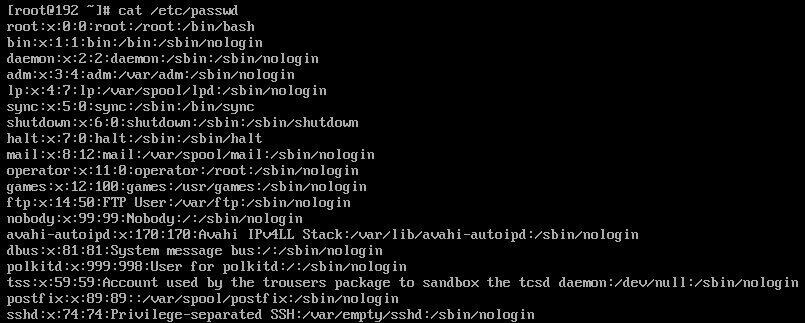 [root@192 ~]# cat /etc/passwd
root:x:0:0:root:/root:/bin/bash
bin:x:1:1:bin:/bin:/sbin/nologin
daemon:x:2:2:daemon:/sbin:/sbin/nologin
adm:x:3:4:adm:/var/adm:/sbin/nologin
lp:x:4:7:lp:/var/spool/lpd:/sbin/nologin
sync:x:5:0:sync:/sbin:/bin/sync
shutdown:x:6:0:shutdown:/sbin:/sbin/shutdown
halt:x:7:0:halt:/sbin:/sbin/halt
mail:x:8:12:mail:/var/spool/mail:/sbin/nologin
operator:x:11:0:operator:/root:/sbin/nologin
games:x:12:100:games:/usr/games:/sbin/nologin
ftp:x:14:50:FTP User:/var/ftp:/sbin/nologin
nobody:x:99:99:Nobody:/:/sbin/nologin
avahi-autoipd:x:170:170:Avahi IPv4LL Stack:/var/lib/avahi-autoipd:/sbin/nologin
dbus:x:81:81:System message bus:/:/sbin/nologin
polkitd:x:999:998:User for polkitd:/:/sbin/nologin
tss:x:59:59:Account used by the trousers package to sandbox the tcsd daemon:/dev/null:/sbin/nologin
postfix:x:89:89::/var/spool/postfix:/sbin/nologin
sshd:x:74:74:Privilege-separated SSH:/var/empty/sshd:/sbin/nologin